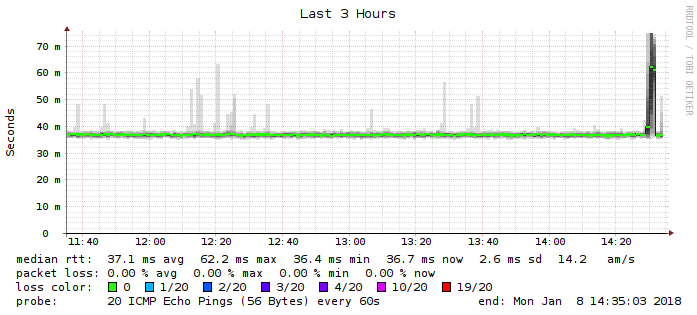 Last 3 Hours
RRDTOOL / TOBI OETIKER
Seconds
70 m
60 m
50 m
40 m
30 m
20 m
10 m
0
11:40 12:00 12:20 12:40 13:00 13:20 13:40 14:00 14:20
median rtt: 37.1 ms avg 62.2 ms max 36.4 ms min 36.7 ms now 2.6 ms sd 14.2 am/s
packet loss: 0.00 % avg 0.00 % max 0.00 % min 0.00 % now
loss color: 0 1/20 2/20 3/20 4/20 10/20 19/20
probe: 20 ICMP Echo Pings (56 Bytes) every 60s end: Mon Jan 8 14:35:03 2018